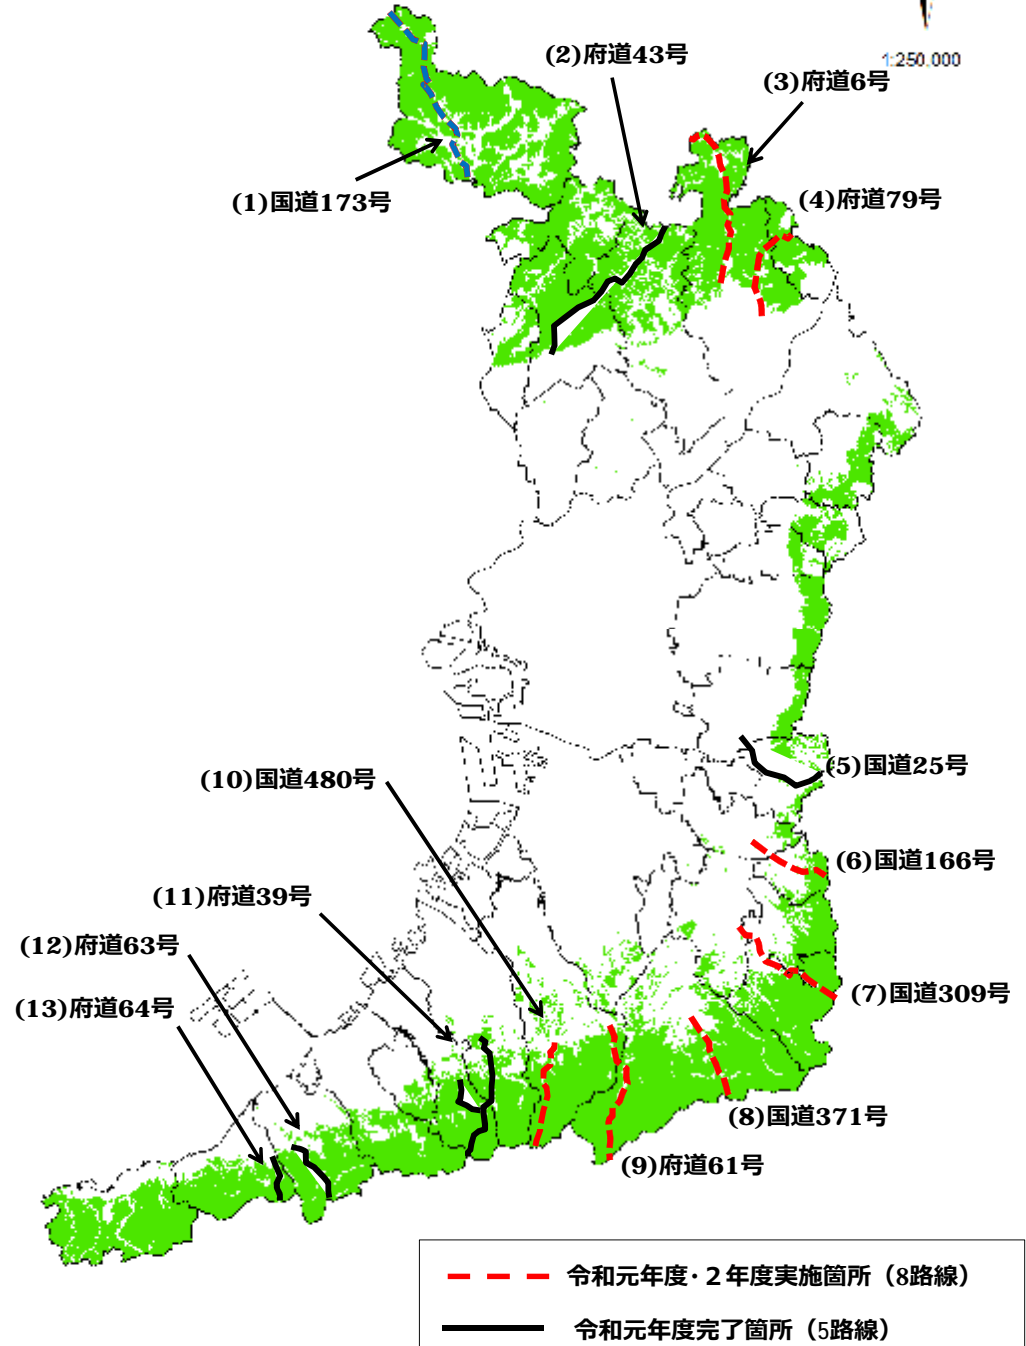 1:250,000
(2)府道43号
(3)府道6号
(1)国道173号
(4)府道79号
(5)国道25号
(10)国道480号
(6)国道166号
(11)府道39号
(12)府道63号
(7)国道309号
(13)府道64号
(8)国道371号
(9)府道61号
令和元年度・２年度実施箇所（8路線）
令和元年度完了箇所（5路線）